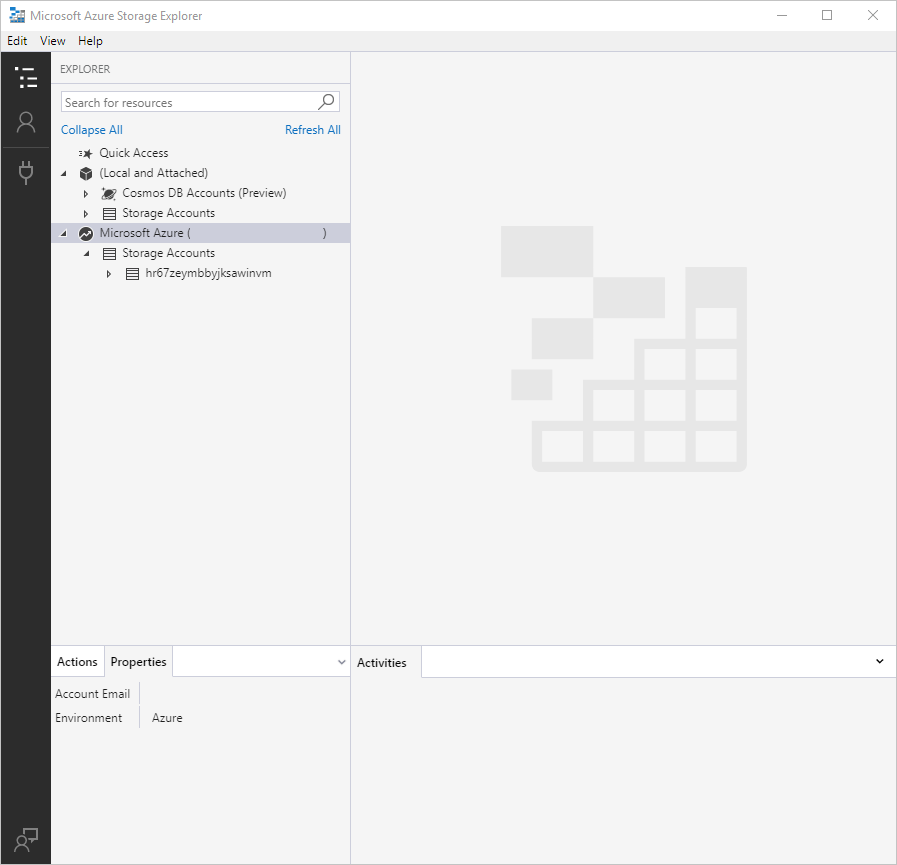 Microsoft Azure Storage Explorer
Edit View Help
EXPLORER
Search for resources
Collapse All Refresh All
Quick Access
(Local and Attached)
Cosmos DB Accounts (Preview)
Storage Accounts
Microsoft Azure ( )
Storage Accounts
hr67zeymbbyjksawinvm
Actions Properties
Account Email
Environment Azure
Activities